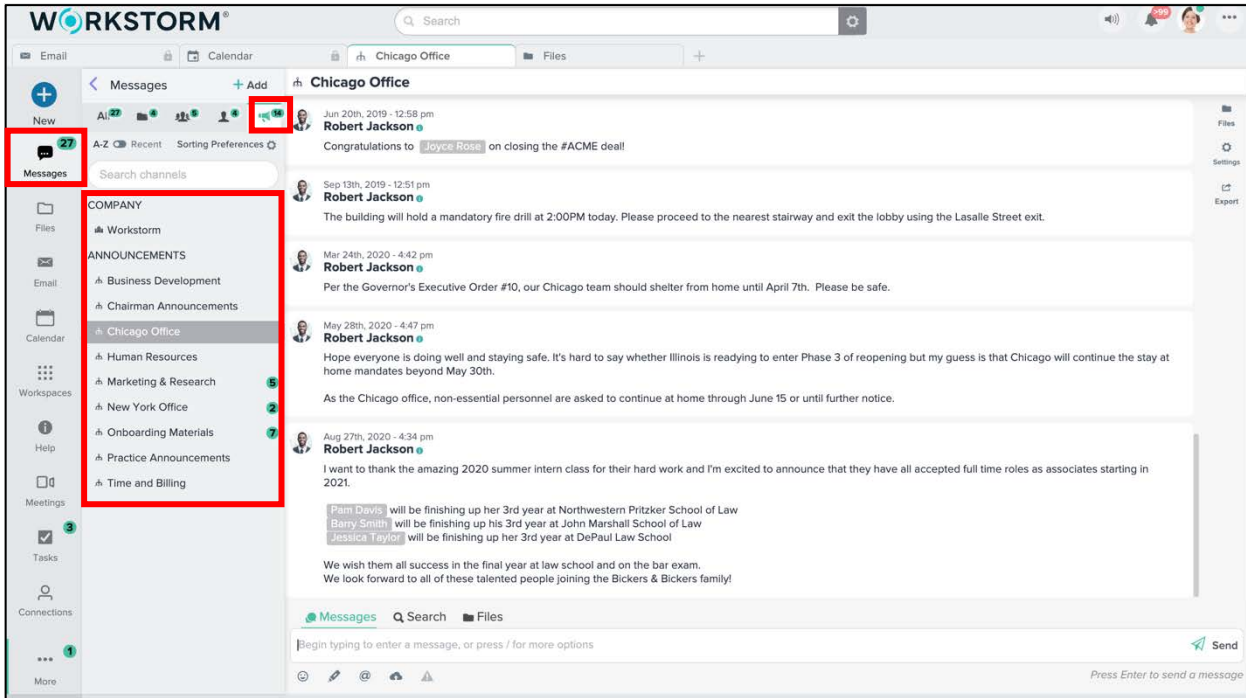 WORKSTORM®
Search
>99
Email
Calendar
Chicago Office
Files
New
27
Messages
Files
Email
Calendar
Workspaces
Help
Meetings
3
Tasks
Connections
1
More
Messages
+ Add
All 27 4 5 4 14
A-Z Recent Sorting Preferences
Search channels
COMPANY
Workstorm
ANNOUNCEMENTS
Business Development
Chairman Announcements
Chicago Office
Human Resources
Marketing & Research 5
New York Office 2
Onboarding Materials 7
Practice Announcements
Time and Billing
Chicago Office
Jun 20th, 2019 - 12:58 pm
Robert Jackson
Congratulations to Joyce Rose on closing the #ACME deal!
Sep 13th, 2019 - 12:51 pm
Robert Jackson
The building will hold a mandatory fire drill at 2:00PM today. Please proceed to the nearest stairway and exit the lobby using the Lasalle Street exit.
Mar 24th, 2020 - 4:42 pm
Robert Jackson
Per the Governor's Executive Order #10, our Chicago team should shelter from home until April 7th. Please be safe.
May 28th, 2020 - 4:47 pm
Robert Jackson
Hope everyone is doing well and staying safe. It's hard to say whether Illinois is readying to enter Phase 3 of reopening but my guess is that Chicago will continue the stay at
home mandates beyond May 30th.
As the Chicago office, non-essential personnel are asked to continue at home through June 15 or until further notice.
Aug 27th, 2020 - 4:34 pm
Robert Jackson
I want to thank the amazing 2020 summer intern class for their hard work and I'm excited to announce that they have all accepted full time roles as associates starting in
2021.
Pam Davis will be finishing up her 3rd year at Northwestern Pritzker School of Law
Barry Smith will be finishing up his 3rd year at John Marshall School of Law
Jessica Taylor will be finishing up her 3rd year at DePaul Law School
We wish them all success in the final year at law school and on the bar exam.
We look forward to all of these talented people joining the Bickers & Bickers family!
Messages Search Files
Begin typing to enter a message, or press / for more options
Send
Press Enter to send a message
Files
Settings
Export